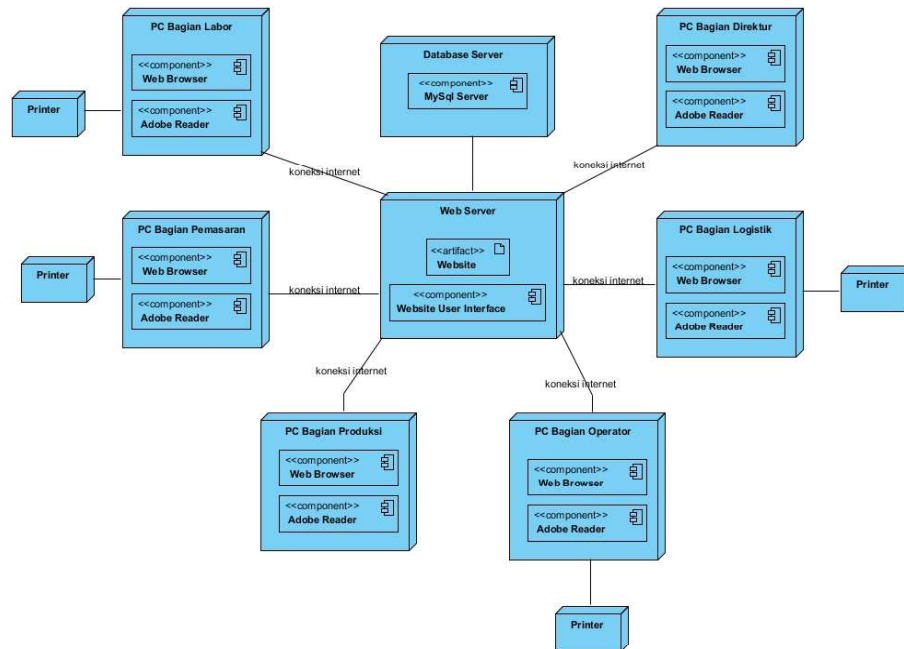 PC Bagian Labor
<<component>>
Web Browser
<<component>>
Adobe Reader
Printer
koneksi internet
Database Server
<<component>>
MySql Server
PC Bagian Direktur
<<component>>
Web Browser
<<component>>
Adobe Reader
koneksi internet
PC Bagian Pemasaran
<<component>>
Web Browser
<<component>>
Adobe Reader
Printer
koneksi internet
Web Server
<<artifact>>
Website
<<component>>
Website User Interface
koneksi internet
PC Bagian Logistik
<<component>>
Web Browser
<<component>>
Adobe Reader
Printer
koneksi internet
PC Bagian Produksi
<<component>>
Web Browser
<<component>>
Adobe Reader
koneksi internet
PC Bagian Operator
<<component>>
Web Browser
<<component>>
Adobe Reader
Printer